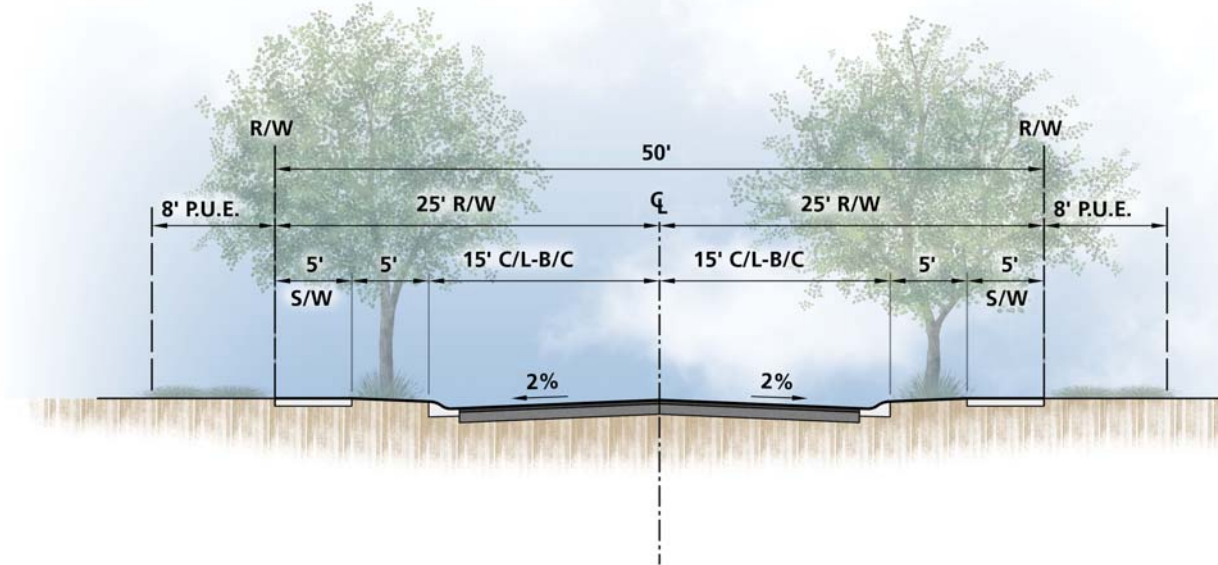 R/W R/W
50'
8' P.U.E. 25' R/W ℄ 25' R/W 8' P.U.E.
5' 5' 15' C/L-B/C 15' C/L-B/C 5' 5'
S/W S/W
2% 2%